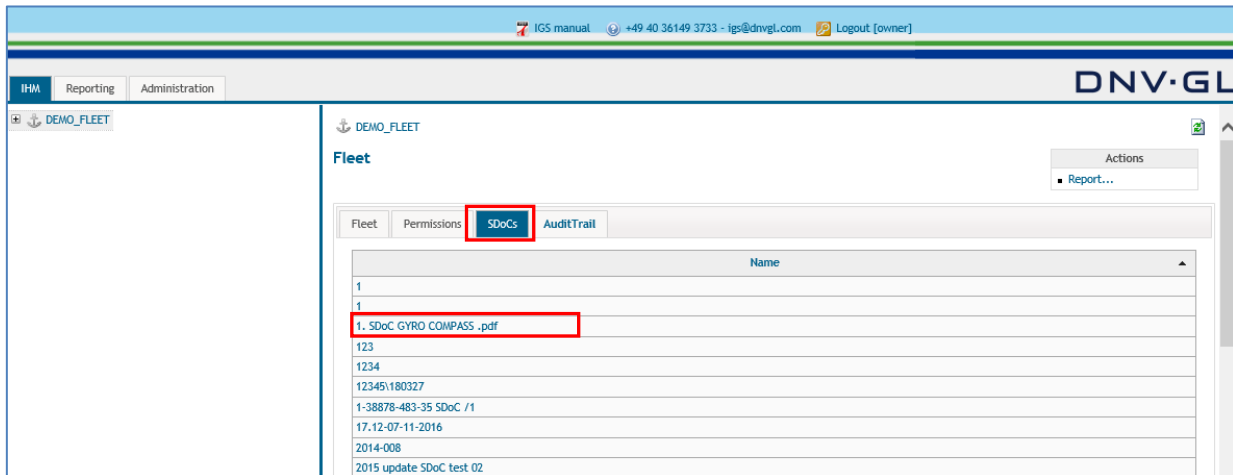 IGS manual +49 40 36149 3733 - igs@dnvgl.com Logout [owner]
IHM Reporting Administration
DNV·GL
DEMO_FLEET
DEMO_FLEET
Fleet
Actions
Report...
Fleet Permissions SDoCs AuditTrail
Name
1
1
1. SDoC GYRO COMPASS .pdf
123
1234
12345\180327
1-38878-483-35 SDoC /1
17.12-07-11-2016
2014-008
2015 update SDoC test 02